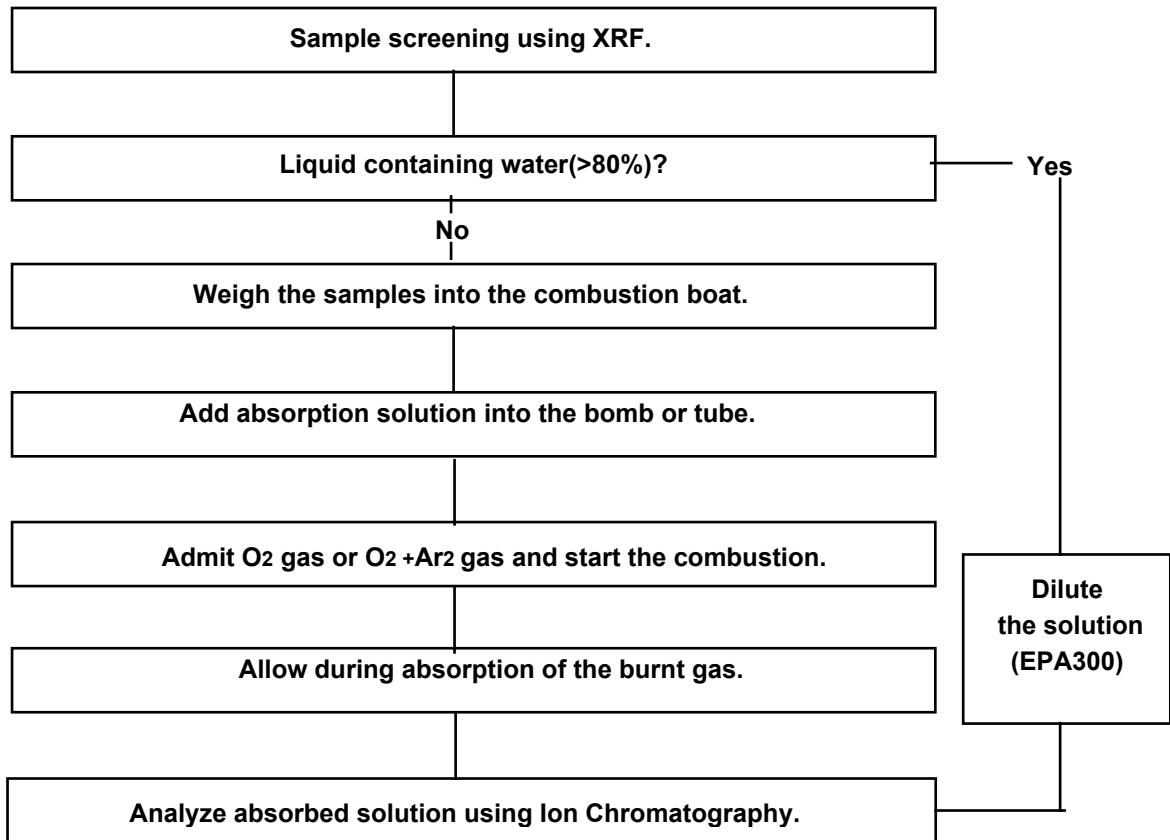 Sample screening using XRF.
Liquid containing water(>80%)?
Yes
No
Weigh the samples into the combustion boat.
Add absorption solution into the bomb or tube.
Admit O2 gas or O2 +Ar2 gas and start the combustion.
Dilute
the solution
(EPA300)
Allow during absorption of the burnt gas.
Analyze absorbed solution using Ion Chromatography.